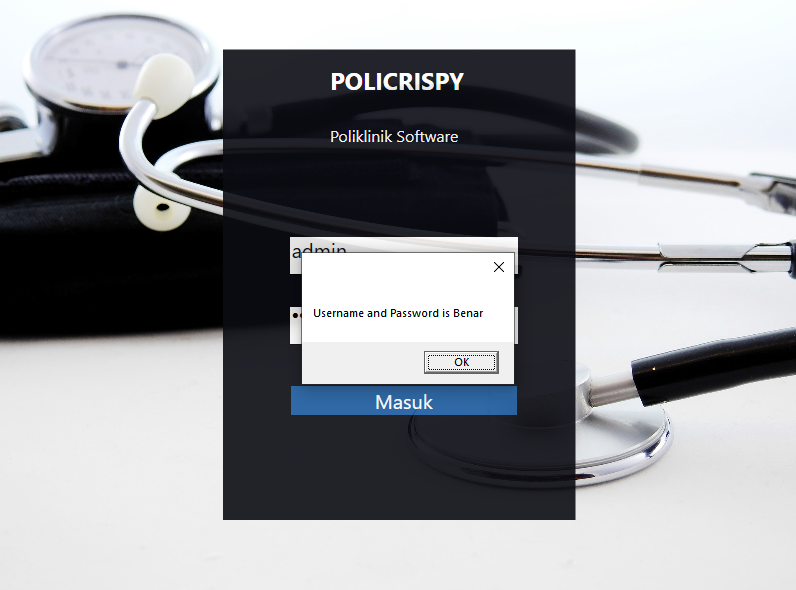 POLICRISPY
Poliklinik Software
admin
Username and Password is Benar
OK
Masuk